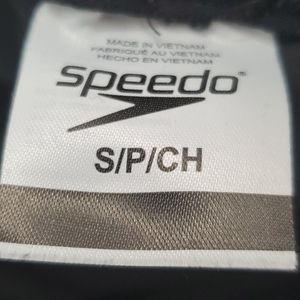 MADE IN VIETNAM
FABRIQUÉ AU VIETNAM
HECHO EN VIETNAM
speedo
S/P/CH